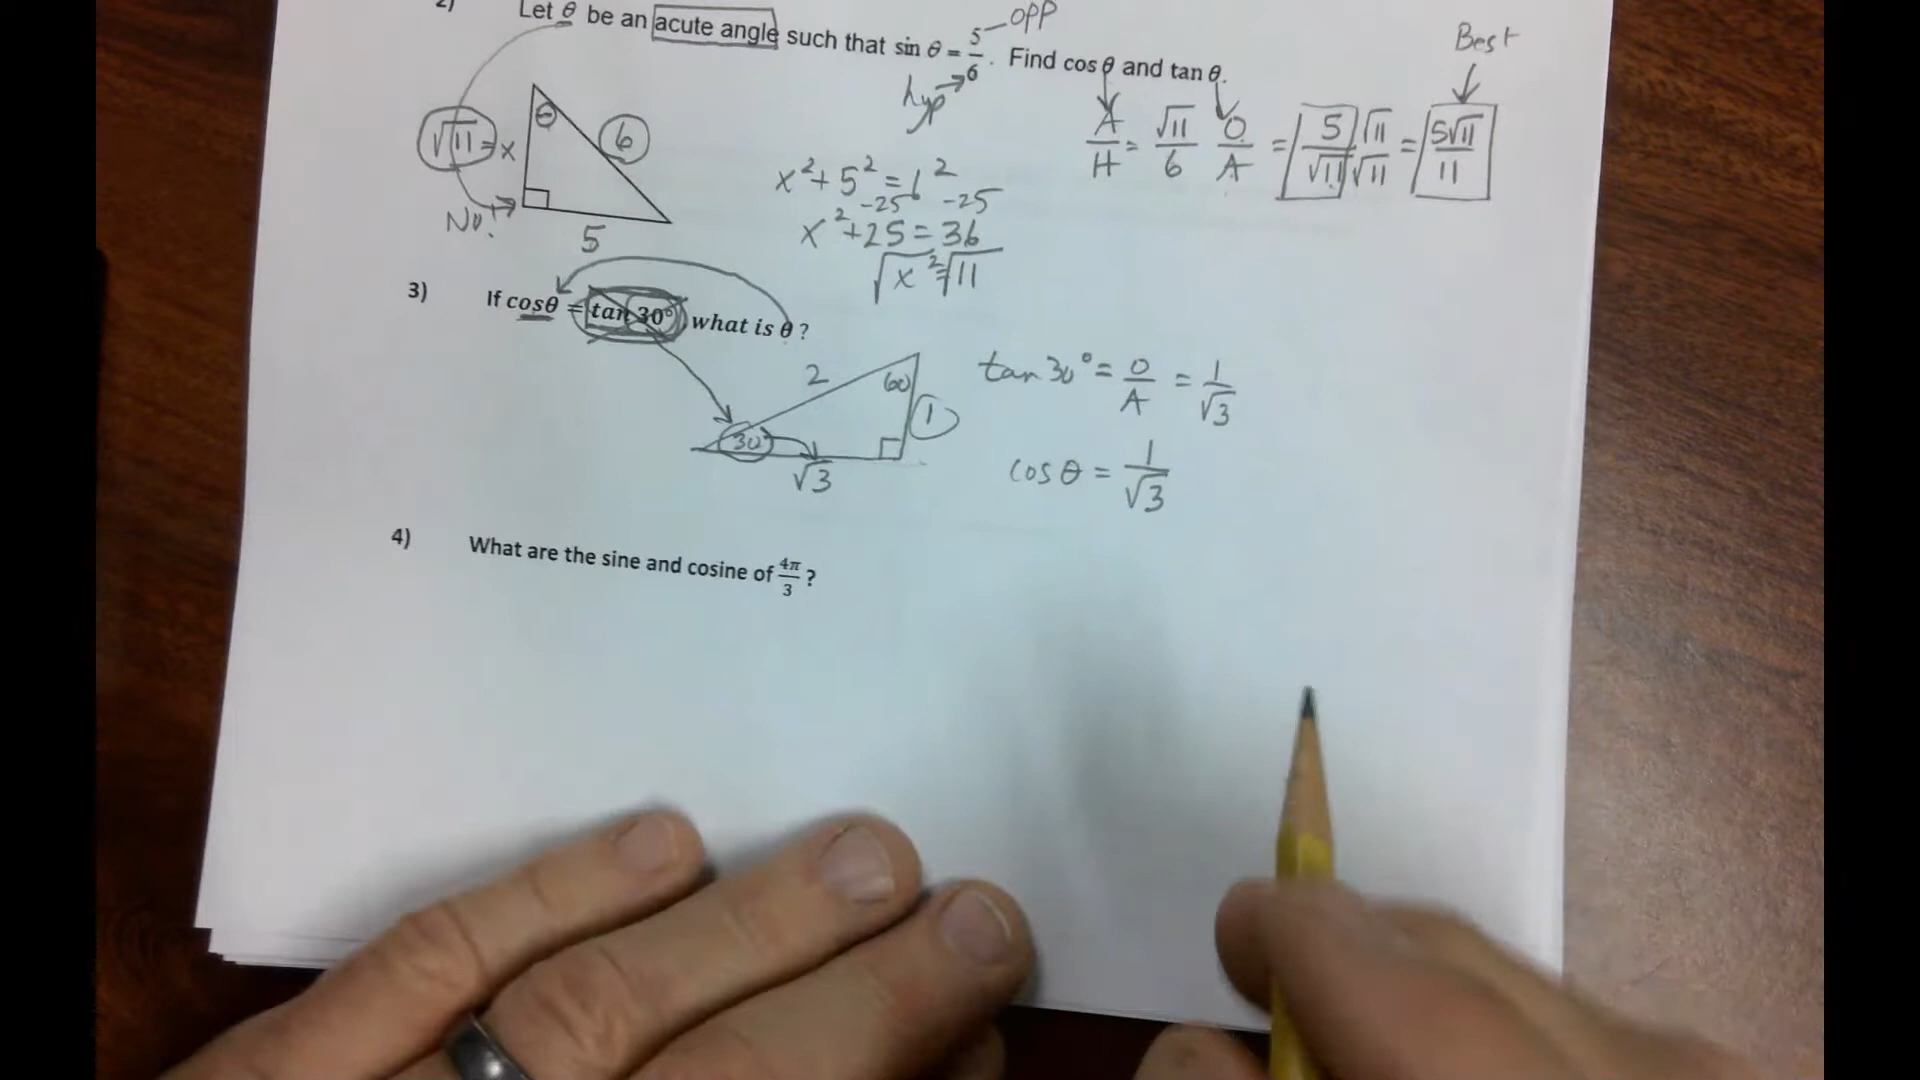 2) Let θ be an acute angle such that sin θ = 5/6. Find cos θ and tan θ.
opp
hyp
Best
√11 = x
θ
6
5
No!
x² + 5² = 6²
-25 -25
x² + 25 = 36
√x² = √11
A/H = √11/6
O/A = 5/√11 √11/√11 = 5√11/11
3) If cosθ = tan 30°, what is θ?
2
60
1
30
√3
tan 30° = O/A = 1/√3
cos θ = 1/√3
4) What are the sine and cosine of 4π/3?